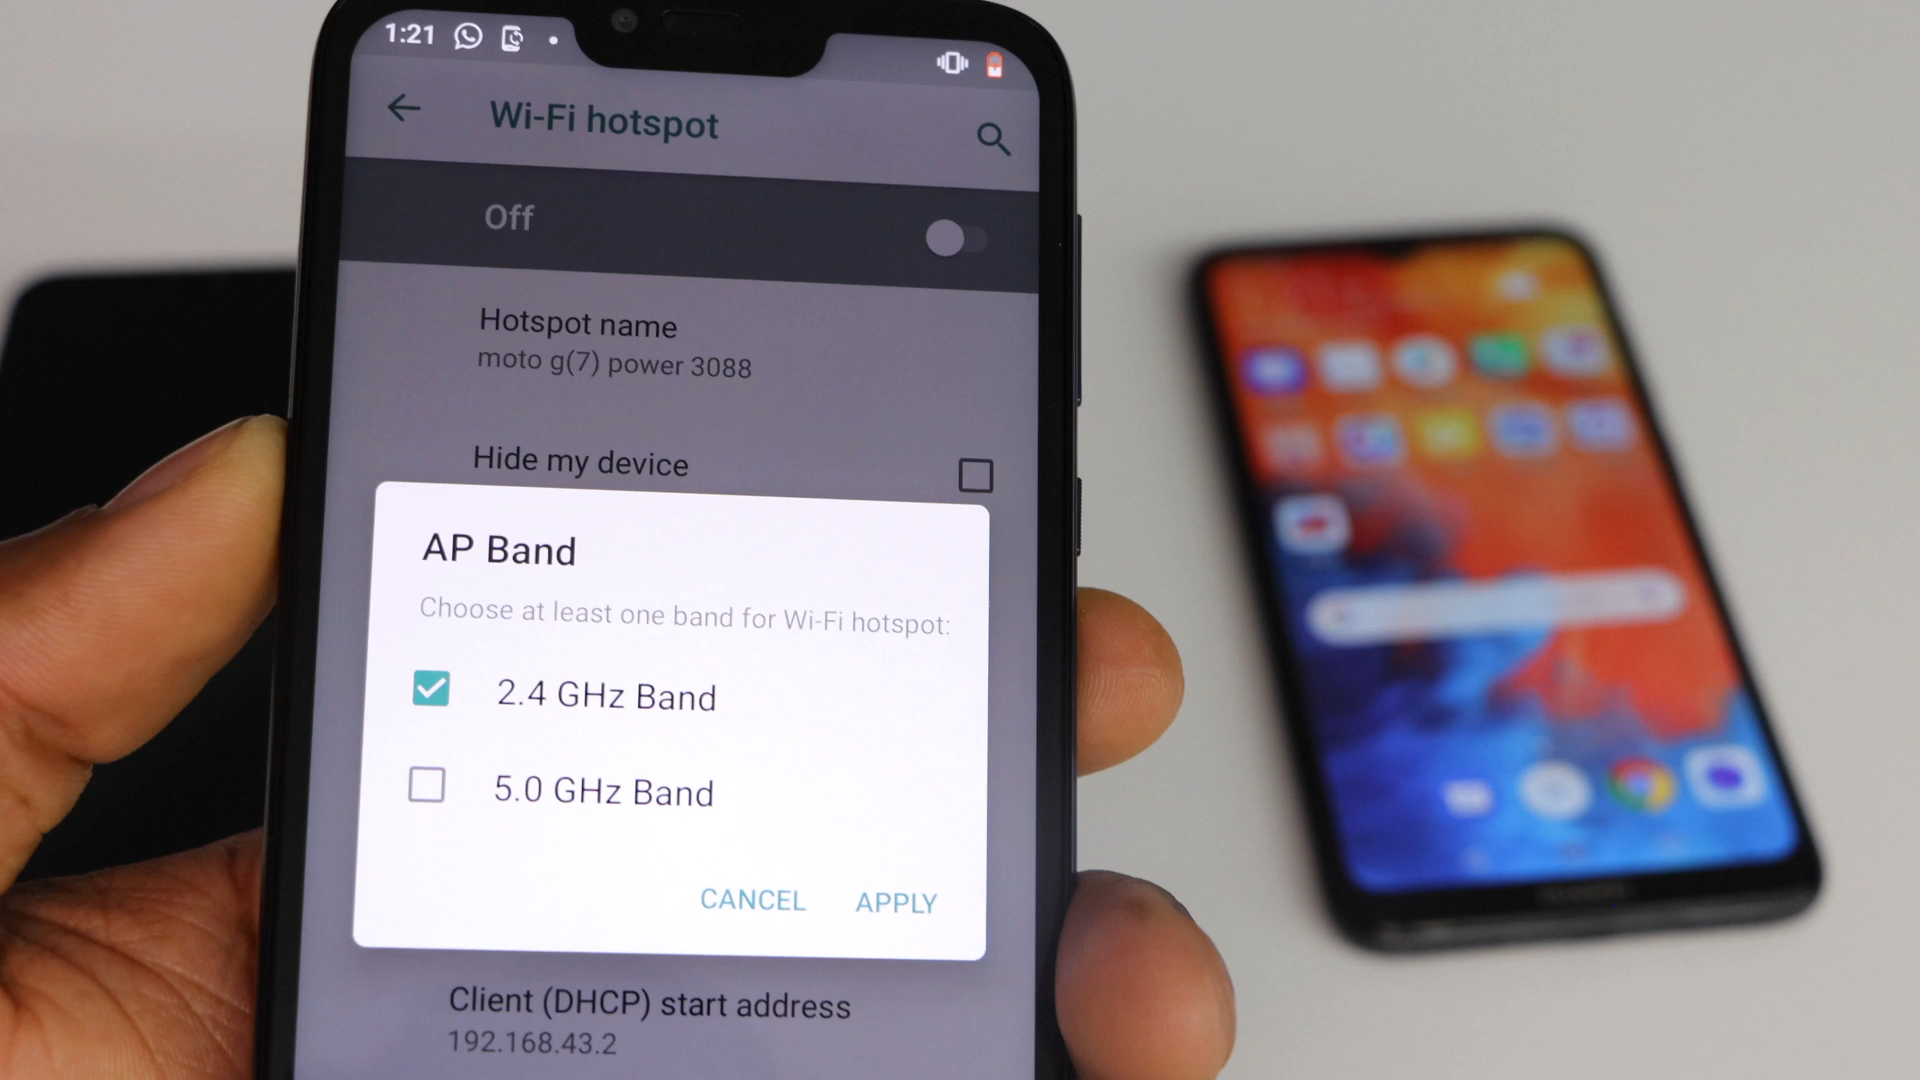 1:21
Wi-Fi hotspot
Off
Hotspot name
moto g(7) power 3088
Hide my device
AP Band
Choose at least one band for Wi-Fi hotspot:
2.4 GHz Band
5.0 GHz Band
CANCEL APPLY
Client (DHCP) start address
192.168.43.2